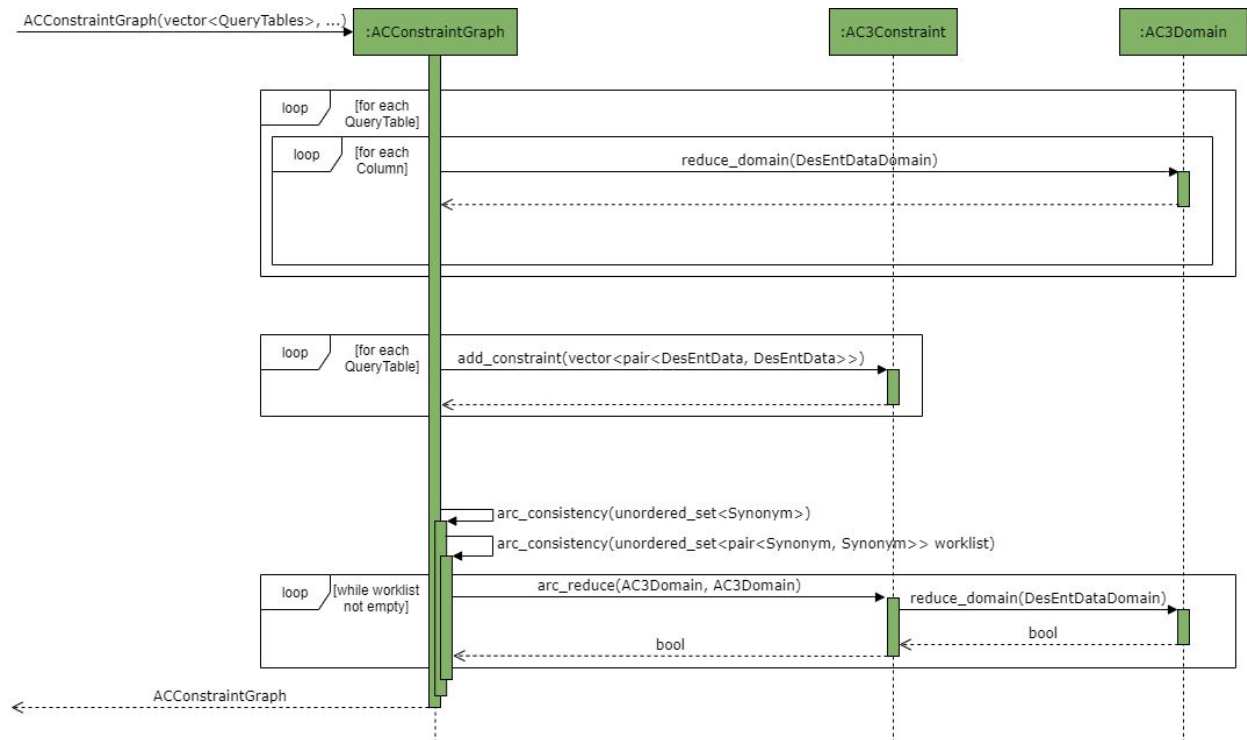 ACConstraintGraph(vector<QueryTables>, ...)
:ACConstraintGraph
:AC3Constraint
:AC3Domain
loop
[for each
QueryTable]
loop
[for each
Column]
reduce_domain(DesEntDataDomain)
loop
[for each
QueryTable]
add_constraint(vector<pair<DesEntData, DesEntData>>)
arc_consistency(unordered_set<Synonym>)
arc_consistency(unordered_set<pair<Synonym, Synonym>> worklist)
loop
[while worklist
not empty]
arc_reduce(AC3Domain, AC3Domain)
reduce_domain(DesEntDataDomain)
bool
bool
ACConstraintGraph